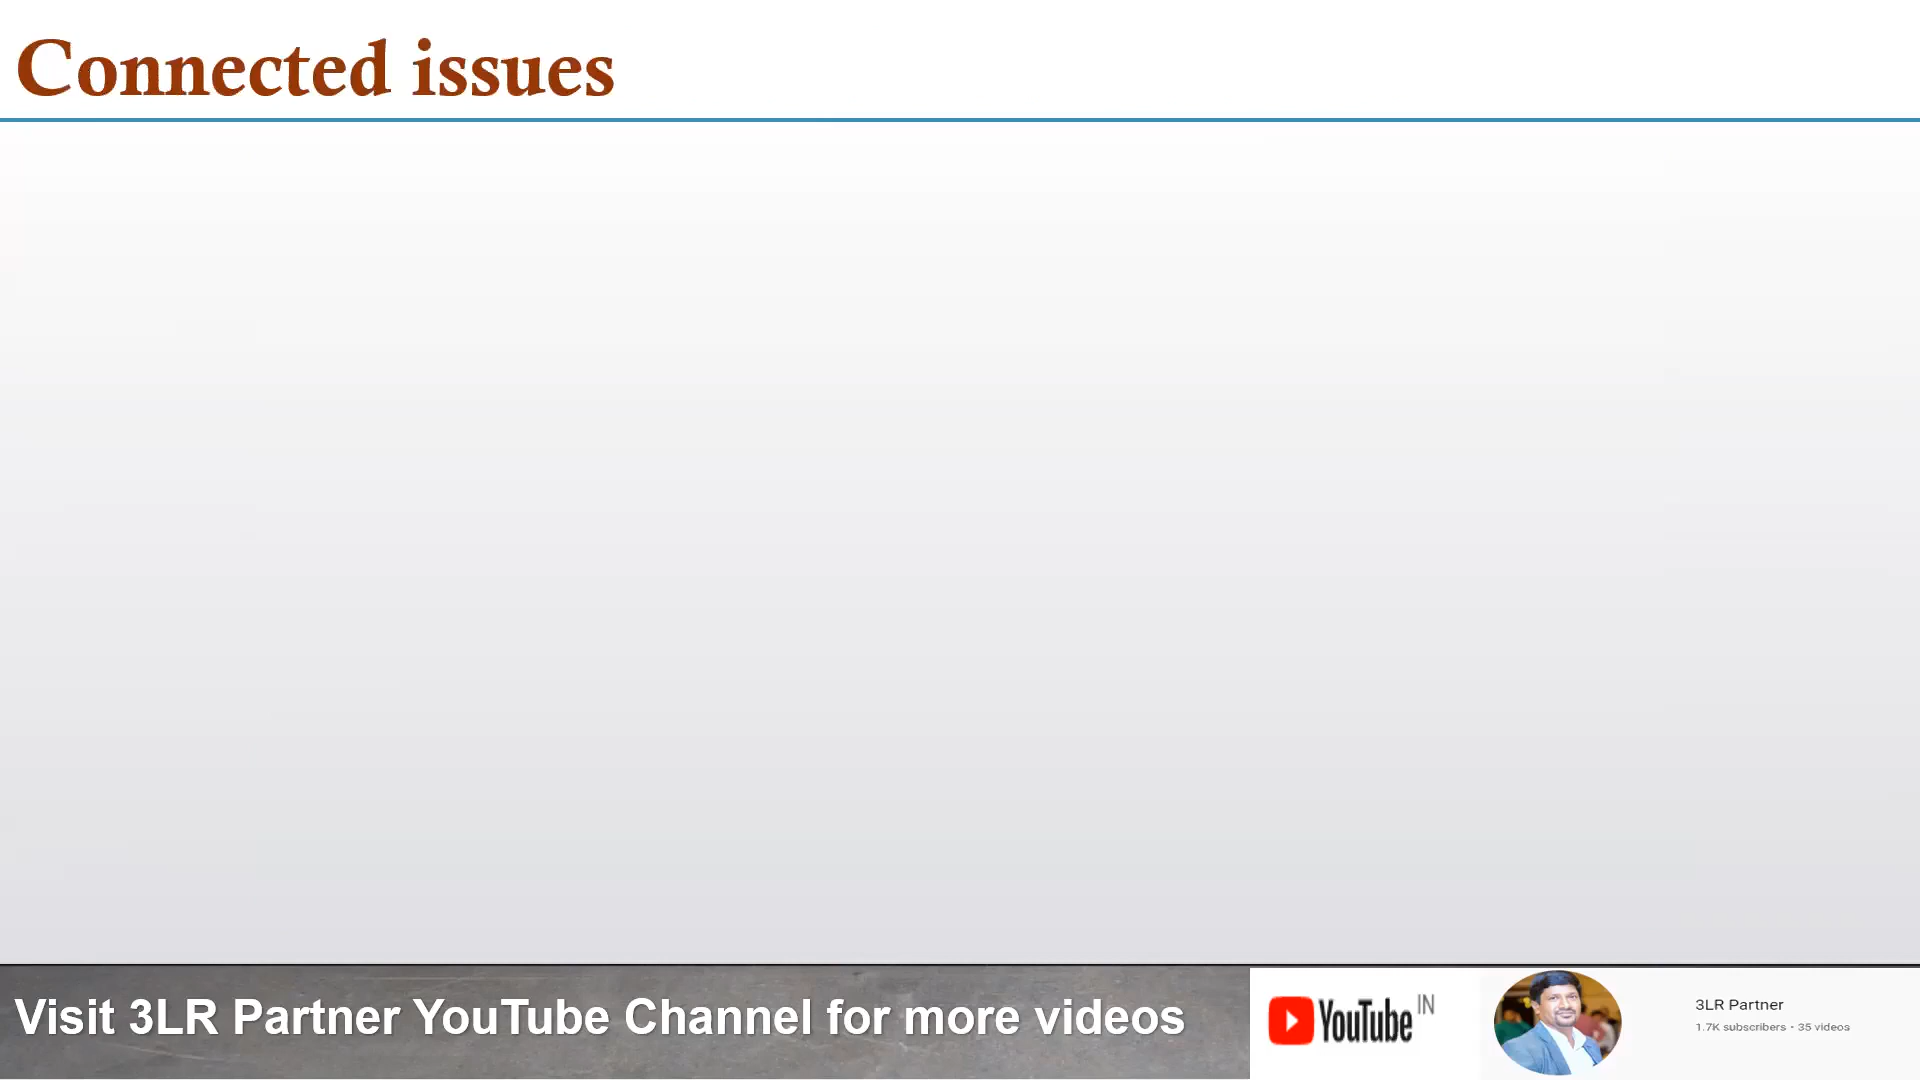 Connected issues
Visit 3LR Partner YouTube Channel for more videos
YouTube IN
3LR Partner
1.7K subscribers • 35 videos